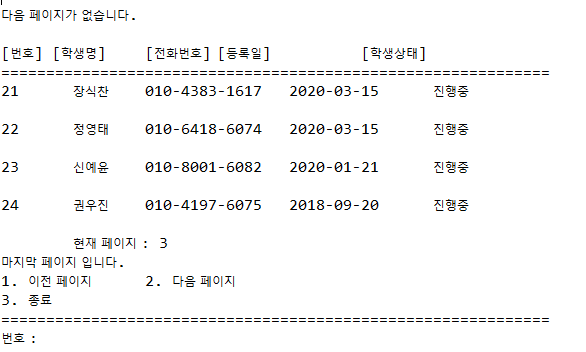 다음 페이지가 없습니다.
[번호] [학생명] [전화번호] [등록일] [학생상태]
=============================================================
21 장식찬 010-4383-1617 2020-03-15 진행중
22 정영태 010-6418-6074 2020-03-15 진행중
23 신예윤 010-8001-6082 2020-01-21 진행중
24 권우진 010-4197-6075 2018-09-20 진행중
현재 페이지 : 3
마지막 페이지 입니다.
1. 이전 페이지 2. 다음 페이지
3. 종료
=============================================================
번호 :